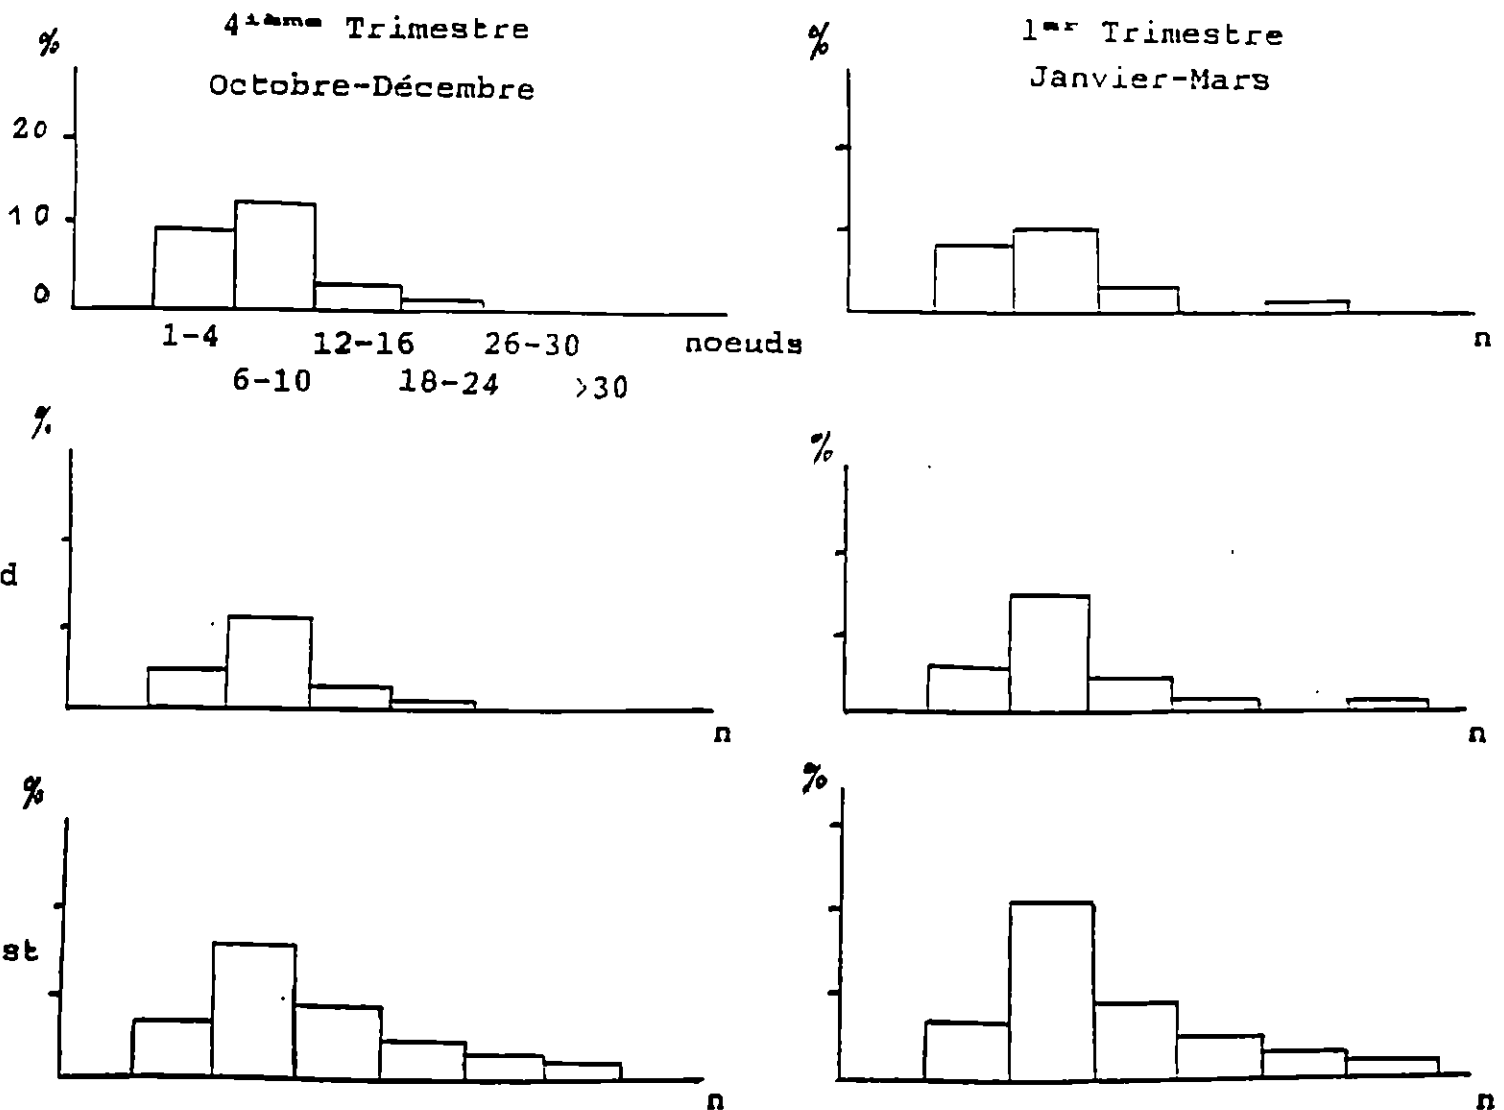 4ième Trimestre
Octobre-Décembre
%
20
10
0
1-4 12-16 26-30 noeuds
6-10 18-24 >30
1er Trimestre
Janvier-Mars
%
n
%
d
n
%
n
%
st
n
%
n